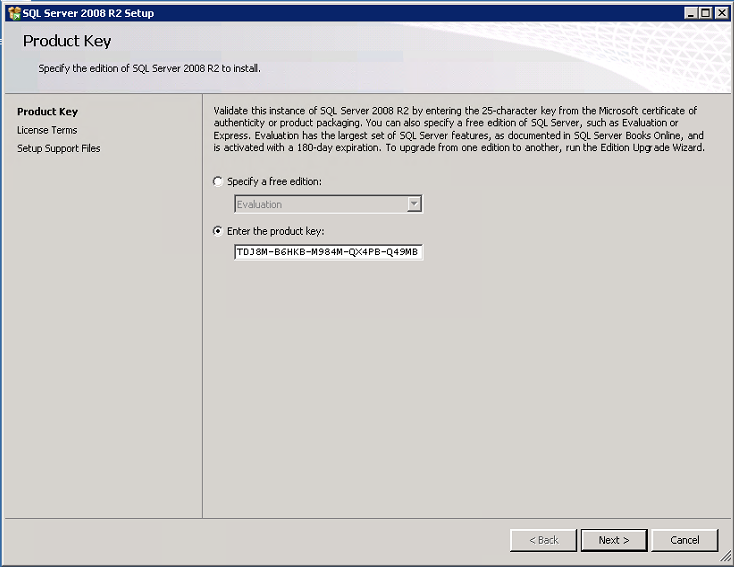 SQL Server 2008 R2 Setup
Product Key
Specify the edition of SQL Server 2008 R2 to install.
Product Key
License Terms
Setup Support Files
Validate this instance of SQL Server 2008 R2 by entering the 25-character key from the Microsoft certificate of
authenticity or product packaging. You can also specify a free edition of SQL Server, such as Evaluation or
Express. Evaluation has the largest set of SQL Server features, as documented in SQL Server Books Online, and
is activated with a 180-day expiration. To upgrade from one edition to another, run the Edition Upgrade Wizard.
Specify a free edition:
Evaluation
Enter the product key:
TDJ8M-B6HKB-M984M-QX4PB-Q49MB
< Back
Next >
Cancel